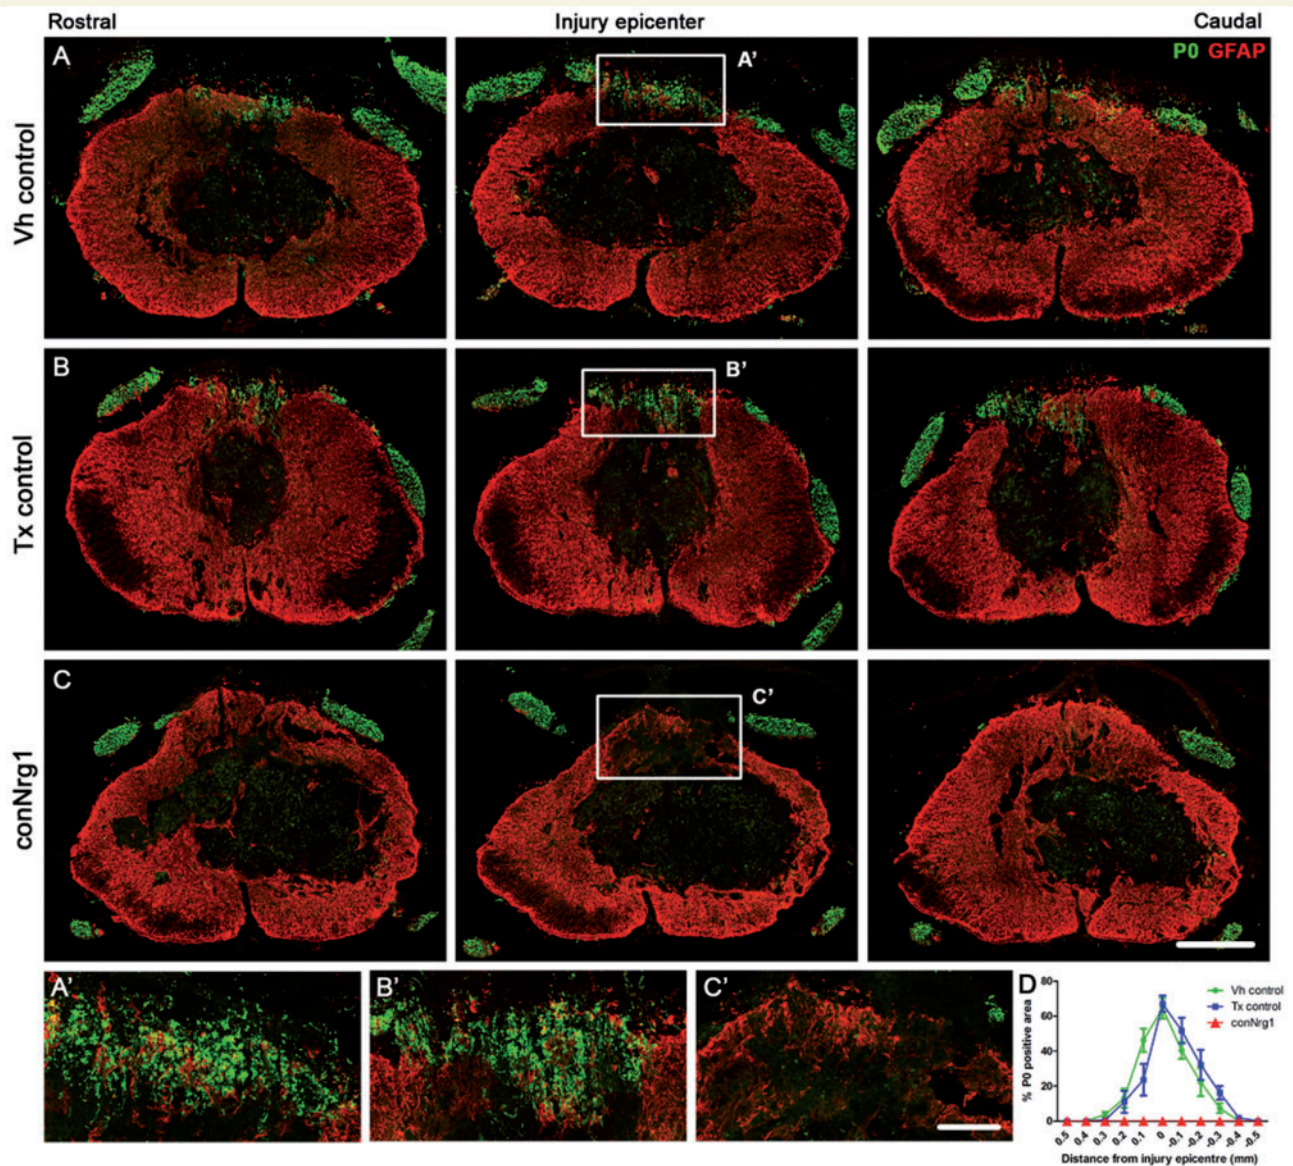 Rostral Injury epicenter Caudal
A A' P0 GFAP
Vh control
B B'
Tx control
C C'
conNrg1
A' B' C' D
80
60
40
20
0
% P0 positive area
Vh control
Tx control
conNrg1
0.5 0.4 0.3 0.2 0.1 0 -0.1 -0.2 -0.3 -0.4 -0.5
Distance from injury epicentre (mm)